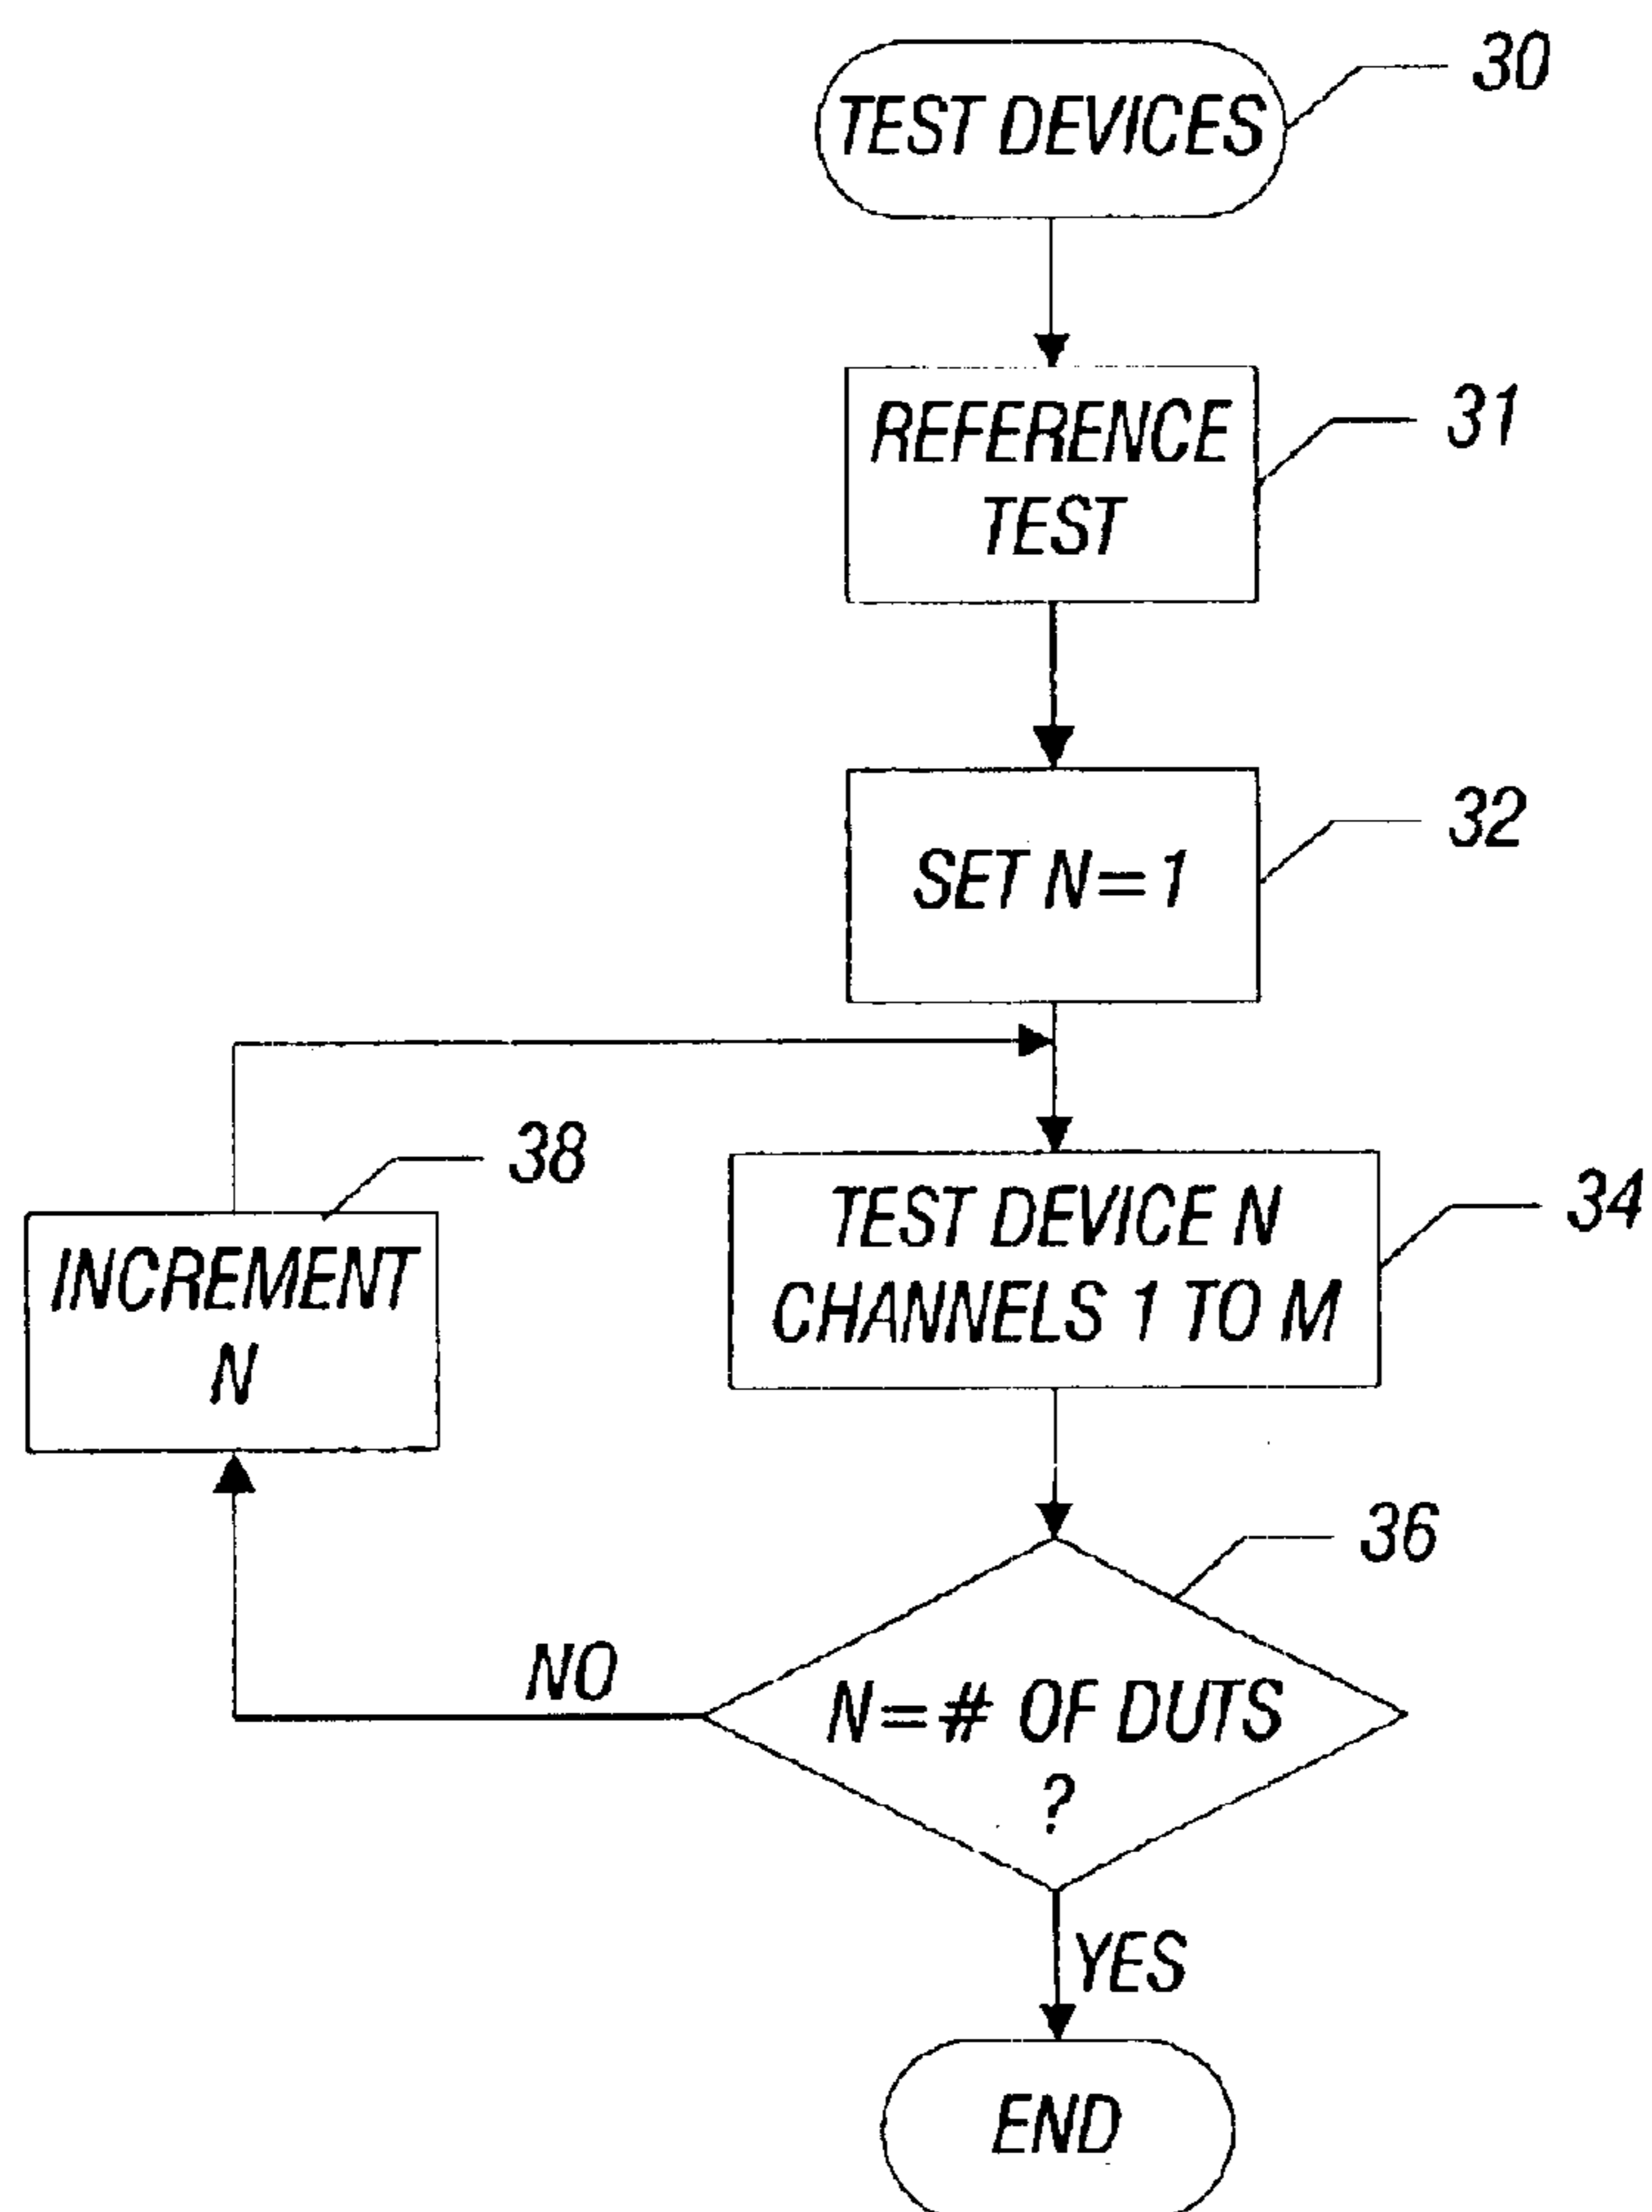 TEST DEVICES
30
REFERENCE
TEST
31
SET N=1
32
38
INCREMENT
N
TEST DEVICE N
CHANNELS 1 TO M
34
36
N=# OF DUTS
?
NO
YES
END